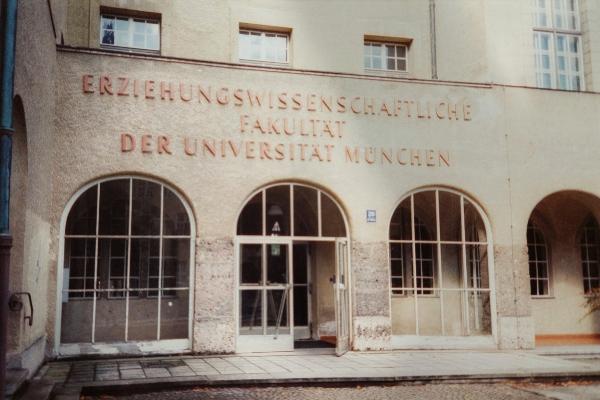 ERZIEHUNGSWISSENSCHAFTLICHE
FAKULTÄT
DER UNIVERSITÄT MÜNCHEN